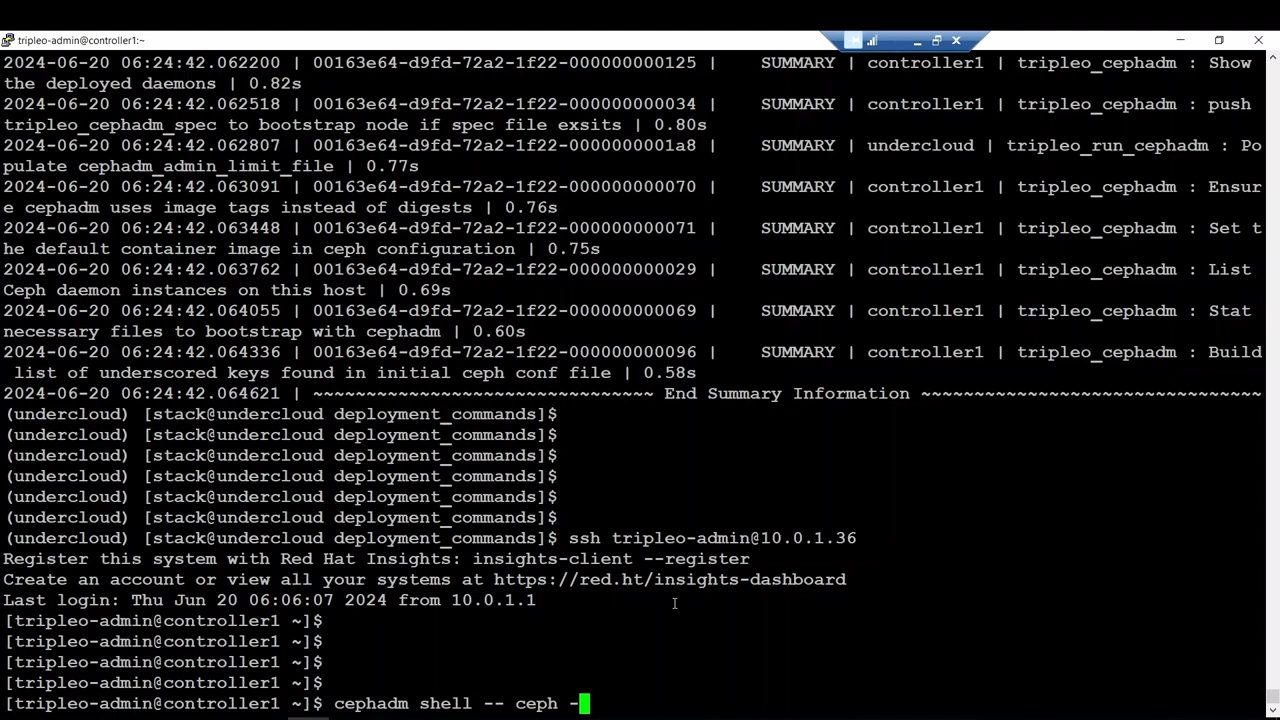 tripleo-admin@controller1:~
2024-06-20 06:24:42.062200 | 00163e64-d9fd-72a2-1f22-000000000125 |    SUMMARY | controller1 | tripleo_cephadm : Show
the deployed daemons | 0.82s
2024-06-20 06:24:42.062518 | 00163e64-d9fd-72a2-1f22-000000000034 |    SUMMARY | controller1 | tripleo_cephadm : push
tripleo_cephadm_spec to bootstrap node if spec file exsits | 0.80s
2024-06-20 06:24:42.062807 | 00163e64-d9fd-72a2-1f22-0000000001a8 |    SUMMARY | undercloud | tripleo_run_cephadm : Po
pulate cephadm_admin_limit_file | 0.77s
2024-06-20 06:24:42.063091 | 00163e64-d9fd-72a2-1f22-000000000070 |    SUMMARY | controller1 | tripleo_cephadm : Ensur
e cephadm uses image tags instead of digests | 0.76s
2024-06-20 06:24:42.063448 | 00163e64-d9fd-72a2-1f22-000000000071 |    SUMMARY | controller1 | tripleo_cephadm : Set t
he default container image in ceph configuration | 0.75s
2024-06-20 06:24:42.063762 | 00163e64-d9fd-72a2-1f22-000000000029 |    SUMMARY | controller1 | tripleo_cephadm : List
Ceph daemon instances on this host | 0.69s
2024-06-20 06:24:42.064055 | 00163e64-d9fd-72a2-1f22-000000000069 |    SUMMARY | controller1 | tripleo_cephadm : Stat
necessary files to bootstrap with cephadm | 0.60s
2024-06-20 06:24:42.064336 | 00163e64-d9fd-72a2-1f22-000000000096 |    SUMMARY | controller1 | tripleo_cephadm : Build
 list of underscored keys found in initial ceph conf file | 0.58s
2024-06-20 06:24:42.064621 | ~~~~~~~~~~~~~~~~~~~~~~~~~~~~~~~~ End Summary Information ~~~~~~~~~~~~~~~~~~~~~~~~~~~~~~~~
(undercloud) [stack@undercloud deployment_commands]$
(undercloud) [stack@undercloud deployment_commands]$
(undercloud) [stack@undercloud deployment_commands]$
(undercloud) [stack@undercloud deployment_commands]$
(undercloud) [stack@undercloud deployment_commands]$
(undercloud) [stack@undercloud deployment_commands]$
(undercloud) [stack@undercloud deployment_commands]$ ssh tripleo-admin@10.0.1.36
Register this system with Red Hat Insights: insights-client --register
Create an account or view all your systems at https://red.ht/insights-dashboard
Last login: Thu Jun 20 06:06:07 2024 from 10.0.1.1
[tripleo-admin@controller1 ~]$
[tripleo-admin@controller1 ~]$
[tripleo-admin@controller1 ~]$
[tripleo-admin@controller1 ~]$
[tripleo-admin@controller1 ~]$ cephadm shell -- ceph -